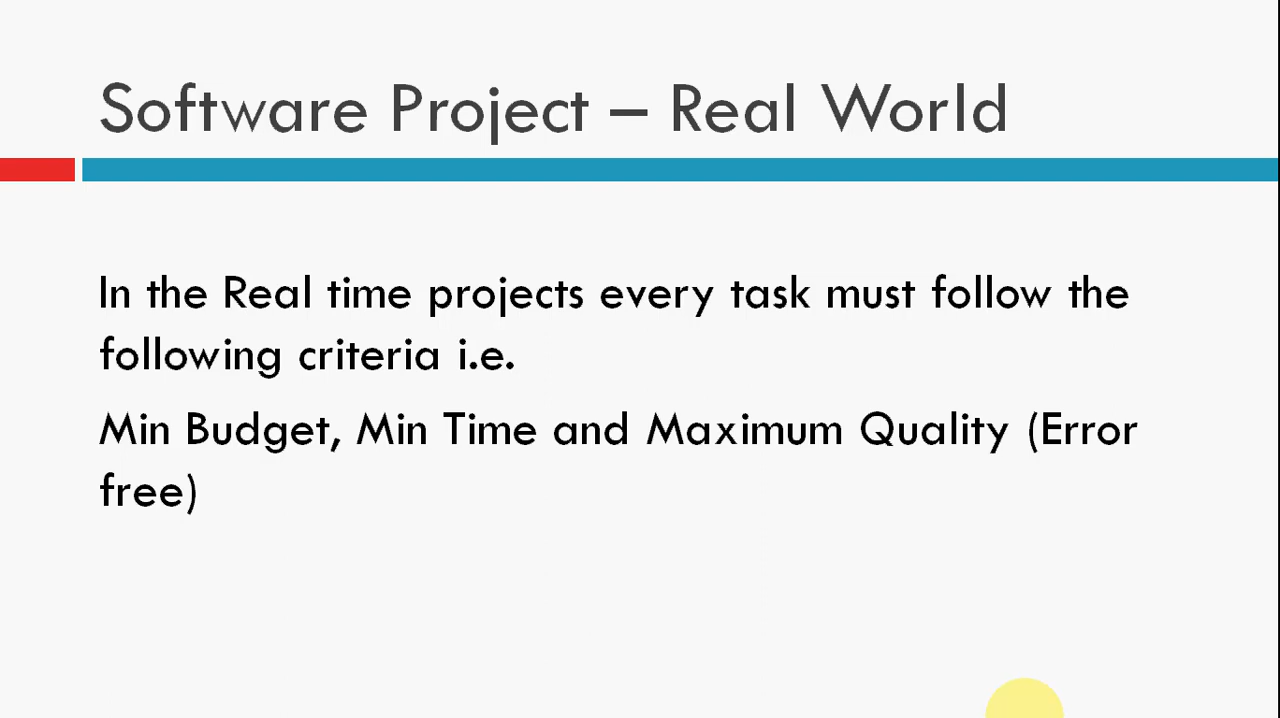 Software Project – Real World
In the Real time projects every task must follow the
following criteria i.e.
Min Budget, Min Time and Maximum Quality (Error
free)